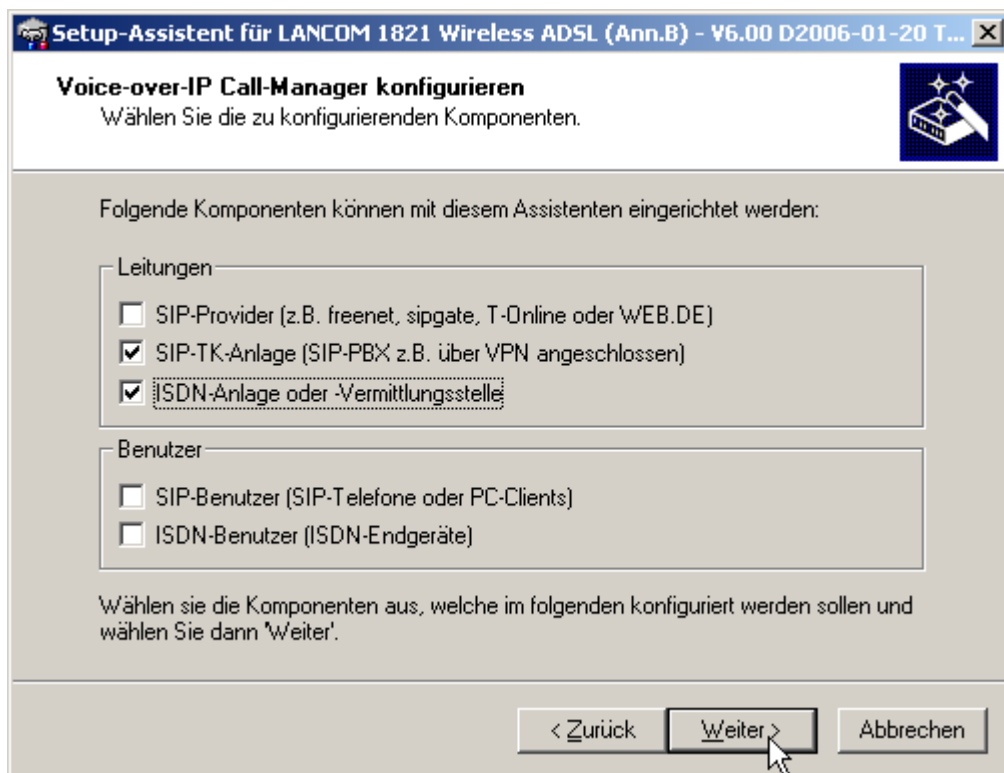 Setup-Assistent für LANCOM 1821 Wireless ADSL (Ann.B) - V6.00 D2006-01-20 T...
Voice-over-IP Call-Manager konfigurieren
Wählen Sie die zu konfigurierenden Komponenten.
Folgende Komponenten können mit diesem Assistenten eingerichtet werden:
Leitungen
SIP-Provider (z.B. freenet, sipgate, T-Online oder WEB.DE)
SIP-TK-Anlage (SIP-PBX z.B. über VPN angeschlossen)
ISDN-Anlage oder -Vermittlungsstelle
Benutzer
SIP-Benutzer (SIP-Telefone oder PC-Clients)
ISDN-Benutzer (ISDN-Endgeräte)
Wählen sie die Komponenten aus, welche im folgenden konfiguriert werden sollen und
wählen Sie dann 'Weiter'.
< Zurück
Weiter >
Abbrechen